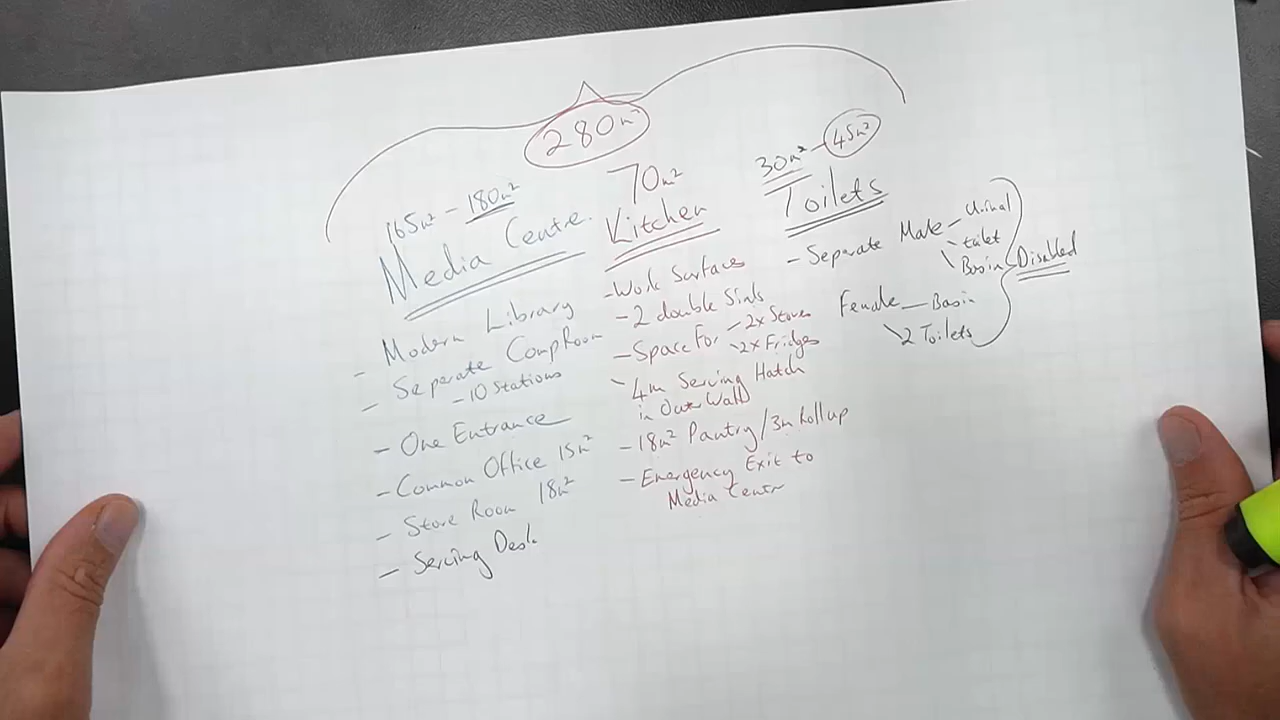 280m²
165m² - 180m²
Media Centre.
- Modern Library
- Seperate Comp Room
- 10 Stations
- One Entrance
- Common Office 15m²
- Store Room 18m²
- Serving Desk
70m²
Kitchen
- Work Surfaces
- 2 double Sinks
- Space For - 2x Stoves
- 2x Fridges
- 4m Serving Hatch
in Outer Wall
- 18m² Pantry/3m Rollup
- Emergency Exit to
Media Centr
30m² - 45m²
Toilets
- Separate Male - Urinal
- toilet
- Basin
Female - Basin
- 2 Toilets
Disabled